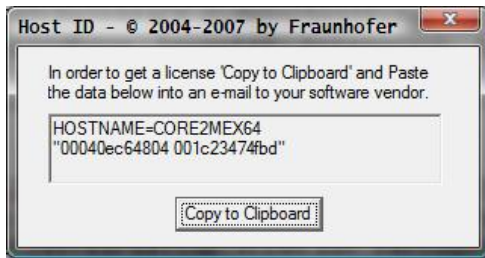 Host ID - © 2004-2007 by Fraunhofer
In order to get a license 'Copy to Clipboard' and Paste
the data below into an e-mail to your software vendor.
HOSTNAME=CORE2MEX64
"00040ec64804 001c23474fbd"
Copy to Clipboard